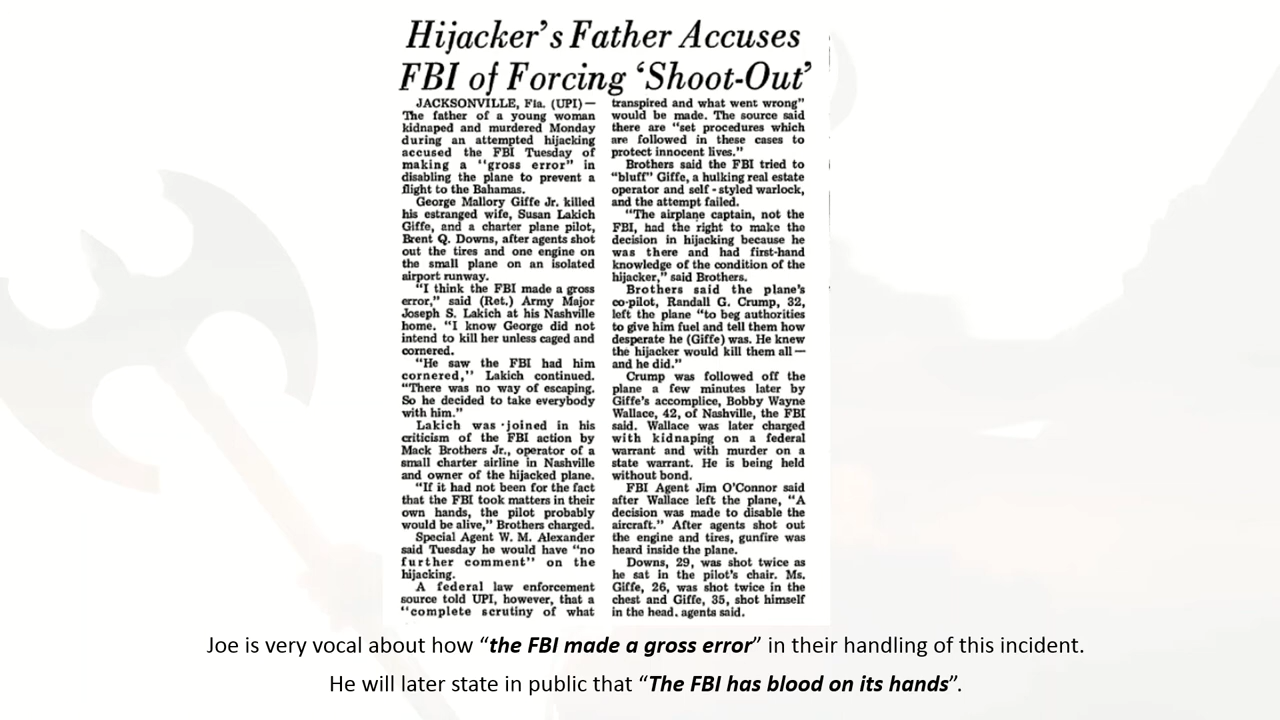 Hijacker's Father Accuses
FBI of Forcing 'Shoot-Out'
JACKSONVILLE, Fla. (UPI) —
The father of a young woman
kidnaped and murdered Monday
during an attempted hijacking
accused the FBI Tuesday of
making a "gross error" in
disabling the plane to prevent a
flight to the Bahamas.
George Mallory Giffe Jr. killed
his estranged wife, Susan Lakich
Giffe, and a charter plane pilot,
Brent Q. Downs, after agents shot
out the tires and one engine on
the small plane on an isolated
airport runway.
"I think the FBI made a gross
error," said (Ret.) Army Major
Joseph S. Lakich at his Nashville
home. "I know George did not
intend to kill her unless caged and
cornered.
"He saw the FBI had him
cornered," Lakich continued.
"There was no way of escaping.
So he decided to take everybody
with him."
Lakich was joined in his
criticism of the FBI action by
Mack Brothers Jr., operator of a
small charter airline in Nashville
and owner of the hijacked plane.
"If it had not been for the fact
that the FBI took matters in their
own hands, the pilot probably
would be alive," Brothers charged.
Special Agent W. M. Alexander
said Tuesday he would have "no
further comment" on the
hijacking.
A federal law enforcement
source told UPI, however, that a
"complete scrutiny of what
transpired and what went wrong"
would be made. The source said
there are "set procedures which
are followed in these cases to
protect innocent lives."
Brothers said the FBI tried to
"bluff" Giffe, a hulking real estate
operator and self - styled warlock,
and the attempt failed.
"The airplane captain, not the
FBI, had the right to make the
decision in hijacking because he
was there and had first-hand
knowledge of the condition of the
hijacker," said Brothers.
Brothers said the plane's
co-pilot, Randall G. Crump, 32,
left the plane "to beg authorities
to give him fuel and tell them how
desperate he (Giffe) was. He knew
the hijacker would kill them all —
and he did."
Crump was followed off the
plane a few minutes later by
Giffe's accomplice, Bobby Wayne
Wallace, 42, of Nashville, the FBI
said. Wallace was later charged
with kidnaping on a federal
warrant and with murder on a
state warrant. He is being held
without bond.
FBI Agent Jim O'Connor said
after Wallace left the plane, "A
decision was made to disable the
aircraft." After agents shot out
the engine and tires, gunfire was
heard inside the plane.
Downs, 29, was shot twice as
he sat in the pilot's chair. Ms.
Giffe, 26, was shot twice in the
chest and Giffe, 35, shot himself
in the head, agents said.
Joe is very vocal about how "the FBI made a gross error" in their handling of this incident.
He will later state in public that "The FBI has blood on its hands".